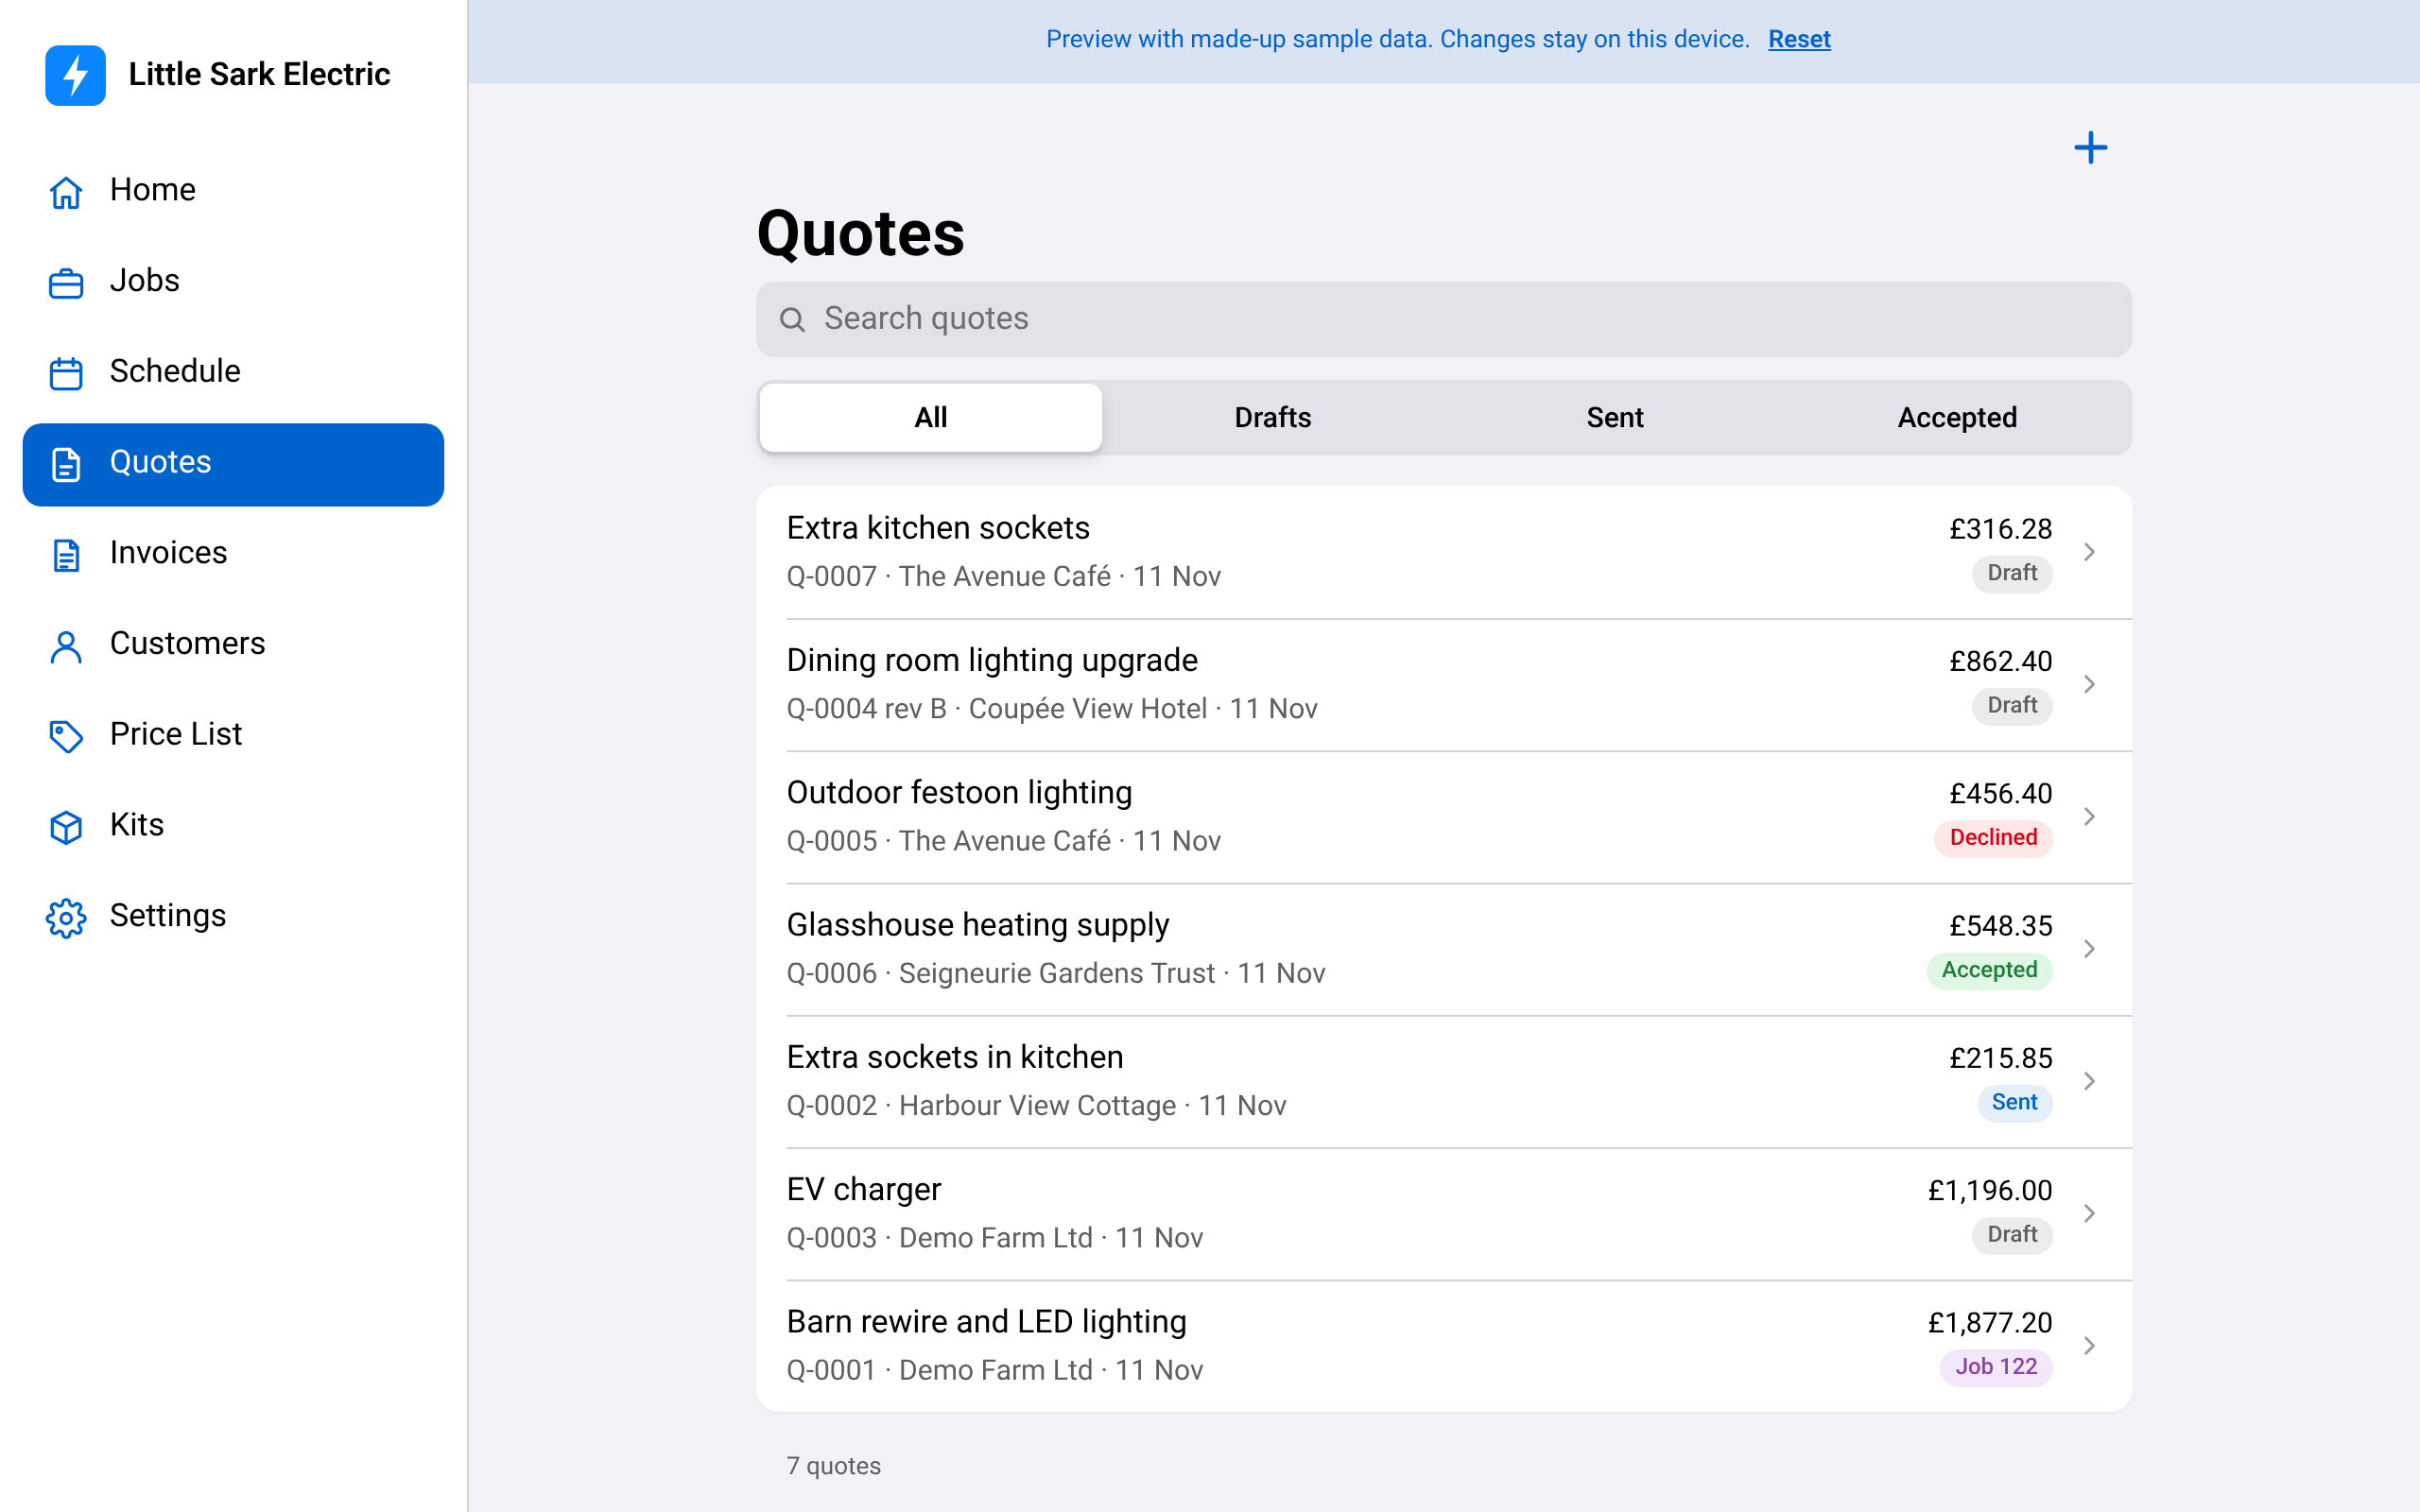 Little Sark Electric
Home
Jobs
Schedule
Quotes
Invoices
Customers
Price List
Kits
Settings
Preview with made-up sample data. Changes stay on this device. Reset
Quotes
Search quotes
All Drafts Sent Accepted
Extra kitchen sockets £316.28
Q-0007 · The Avenue Café · 11 Nov Draft
Dining room lighting upgrade £862.40
Q-0004 rev B · Coupée View Hotel · 11 Nov Draft
Outdoor festoon lighting £456.40
Q-0005 · The Avenue Café · 11 Nov Declined
Glasshouse heating supply £548.35
Q-0006 · Seigneurie Gardens Trust · 11 Nov Accepted
Extra sockets in kitchen £215.85
Q-0002 · Harbour View Cottage · 11 Nov Sent
EV charger £1,196.00
Q-0003 · Demo Farm Ltd · 11 Nov Draft
Barn rewire and LED lighting £1,877.20
Q-0001 · Demo Farm Ltd · 11 Nov Job 122
7 quotes